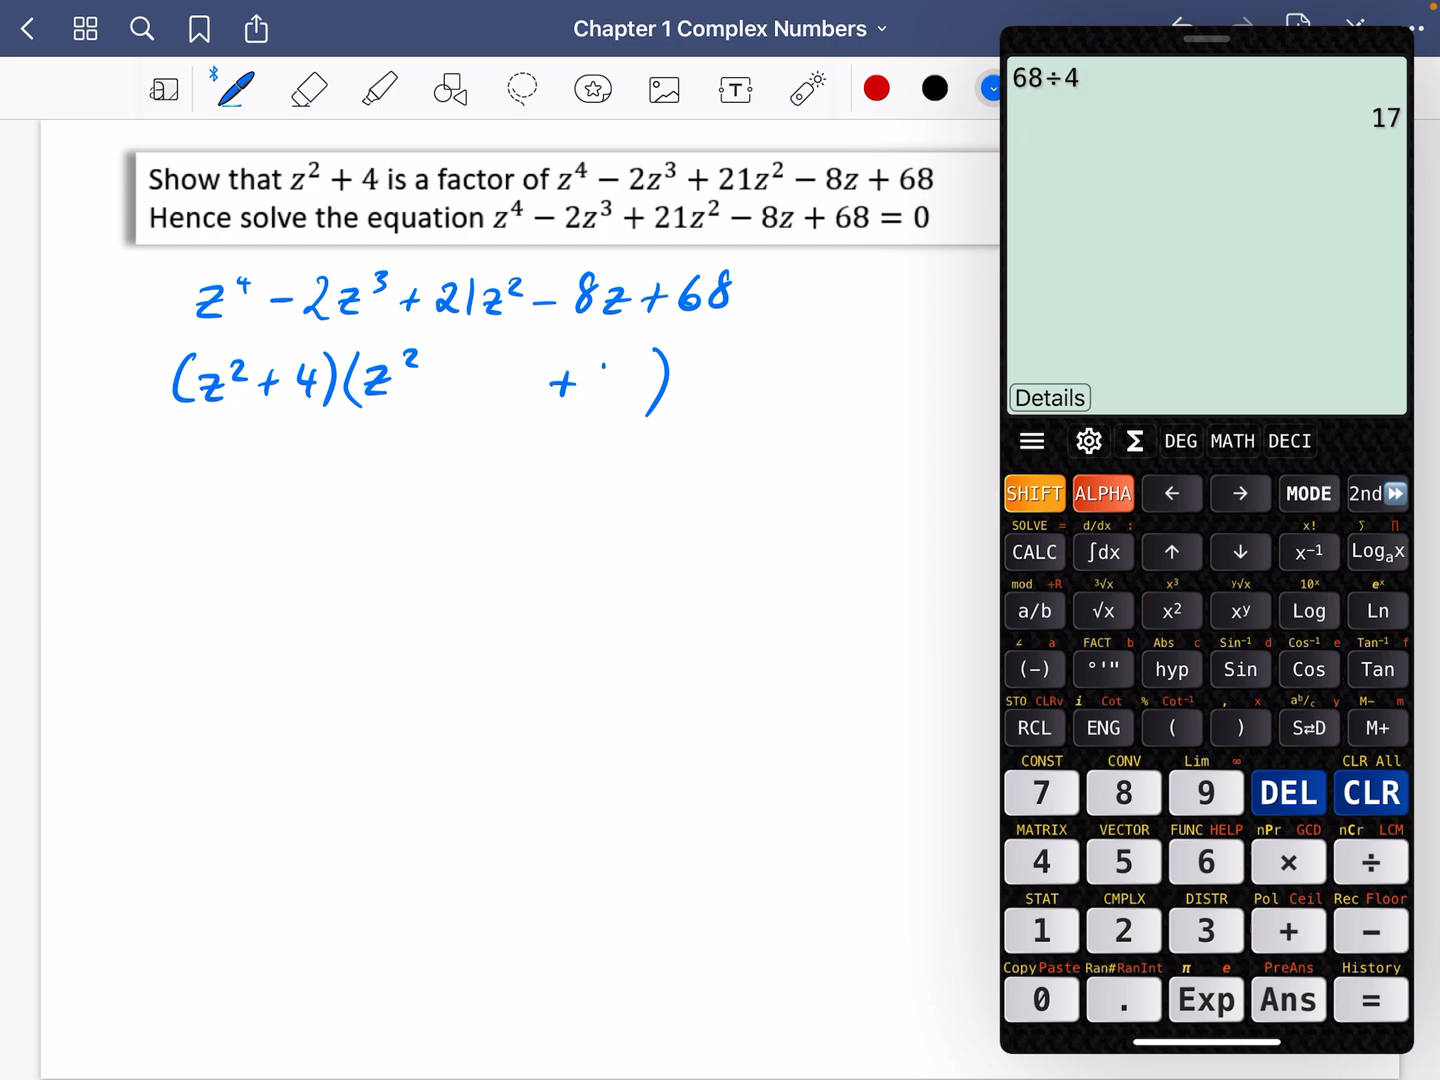 Chapter 1 Complex Numbers
Show that z² + 4 is a factor of z⁴ − 2z³ + 21z² − 8z + 68
Hence solve the equation z⁴ − 2z³ + 21z² − 8z + 68 = 0
z⁴ − 2z³ + 21z² − 8z + 68
(z² + 4)(z² + )
68÷4
17
Details
DEG MATH DECI
SHIFT ALPHA ← → MODE 2nd
SOLVE = d/dx : x! ∑ ∏
CALC ∫dx ↑ ↓ x⁻¹ Logₐx
mod ÷R ³√x x³ ʸ√x 10ˣ eˣ
a/b √x x² xʸ Log Ln
∠ a FACT b Abs c Sin⁻¹ d Cos⁻¹ e Tan⁻¹ f
(−) °'" hyp Sin Cos Tan
STO CLRv i Cot % Cot⁻¹ , x aᵇ/c y M− m
RCL ENG ( ) S⇄D M+
CONST CONV Lim ∞ CLR All
7 8 9 DEL CLR
MATRIX VECTOR FUNC HELP nPr GCD nCr LCM
4 5 6 × ÷
STAT CMPLX DISTR Pol Ceil Rec Floor
1 2 3 + −
Copy Paste Ran# RanInt π e PreAns History
0 . Exp Ans =